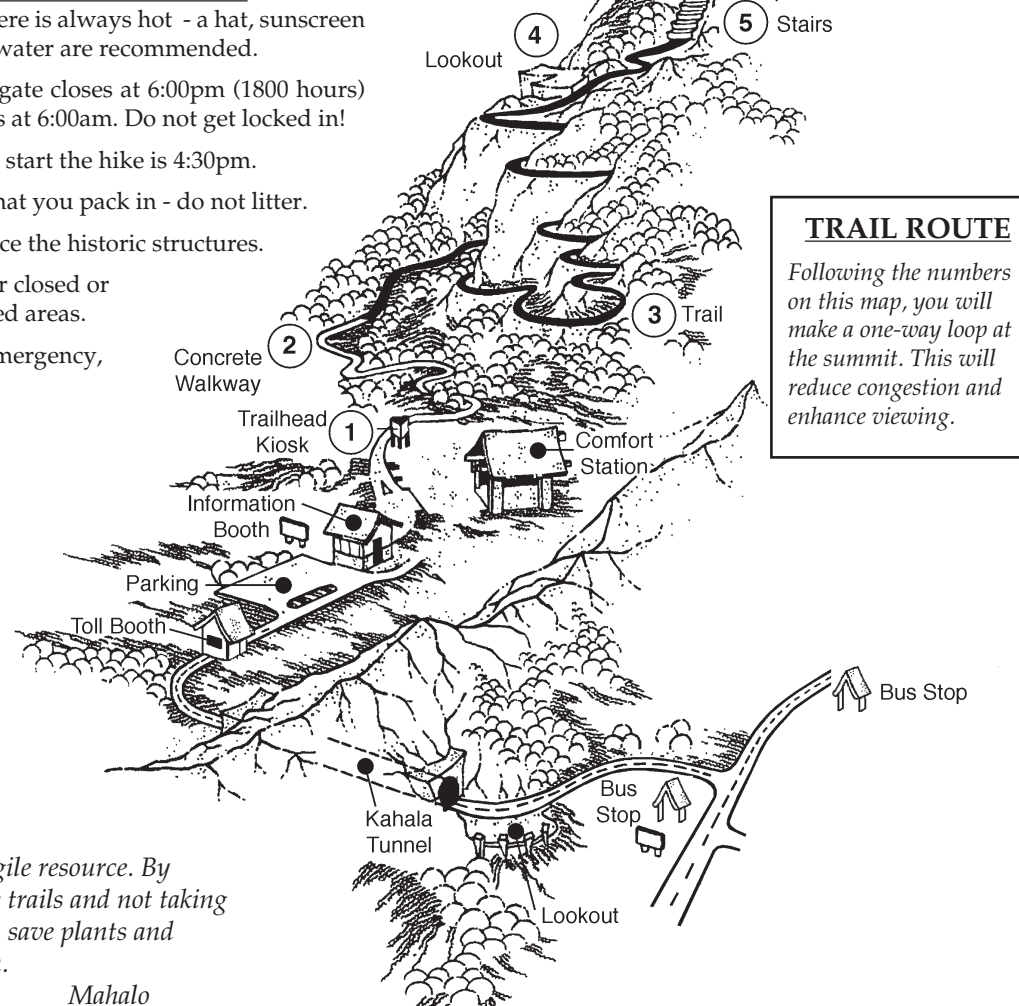 ere is always hot - a hat, sunscreen
water are recommended.
gate closes at 6:00pm (1800 hours)
s at 6:00am. Do not get locked in!
start the hike is 4:30pm.
hat you pack in - do not litter.
ce the historic structures.
r closed or
ed areas.
mergency,
4
Lookout
5 Stairs
TRAIL ROUTE
Following the numbers
on this map, you will
make a one-way loop at
the summit. This will
reduce congestion and
enhance viewing.
3 Trail
2
Concrete
Walkway
Trailhead
Kiosk
1
Comfort
Station
Information
Booth
Parking
Toll Booth
Bus Stop
Bus
Stop
Kahala
Tunnel
Lookout
gile resource. By
trails and not taking
save plants and
Mahalo